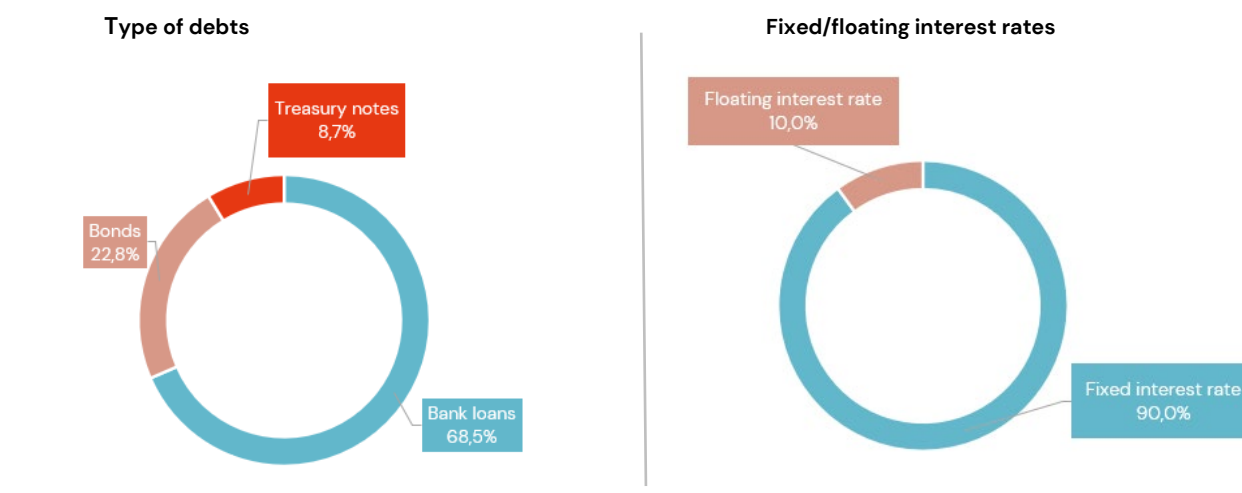 Type of debts
Treasury notes
8,7%
Bonds
22,8%
Bank loans
68,5%
Fixed/floating interest rates
Floating interest rate
10,0%
Fixed interest rate
90,0%